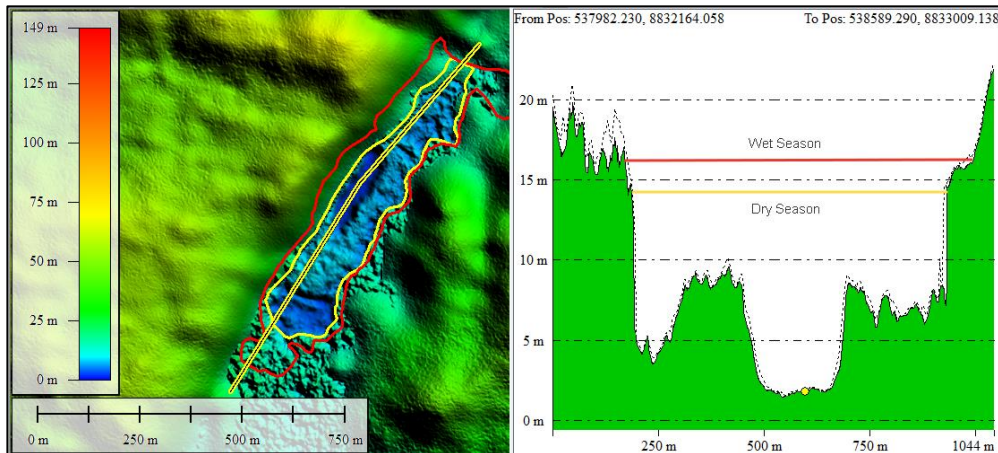 149 m
125 m
100 m
75 m
50 m
25 m
0 m
0 m 250 m 500 m 750 m
From Pos: 537982.230, 8832164.058 To Pos: 538589.290, 8833009.138
20 m
Wet Season
15 m
Dry Season
10 m
5 m
0 m
250 m 500 m 750 m 1044 m